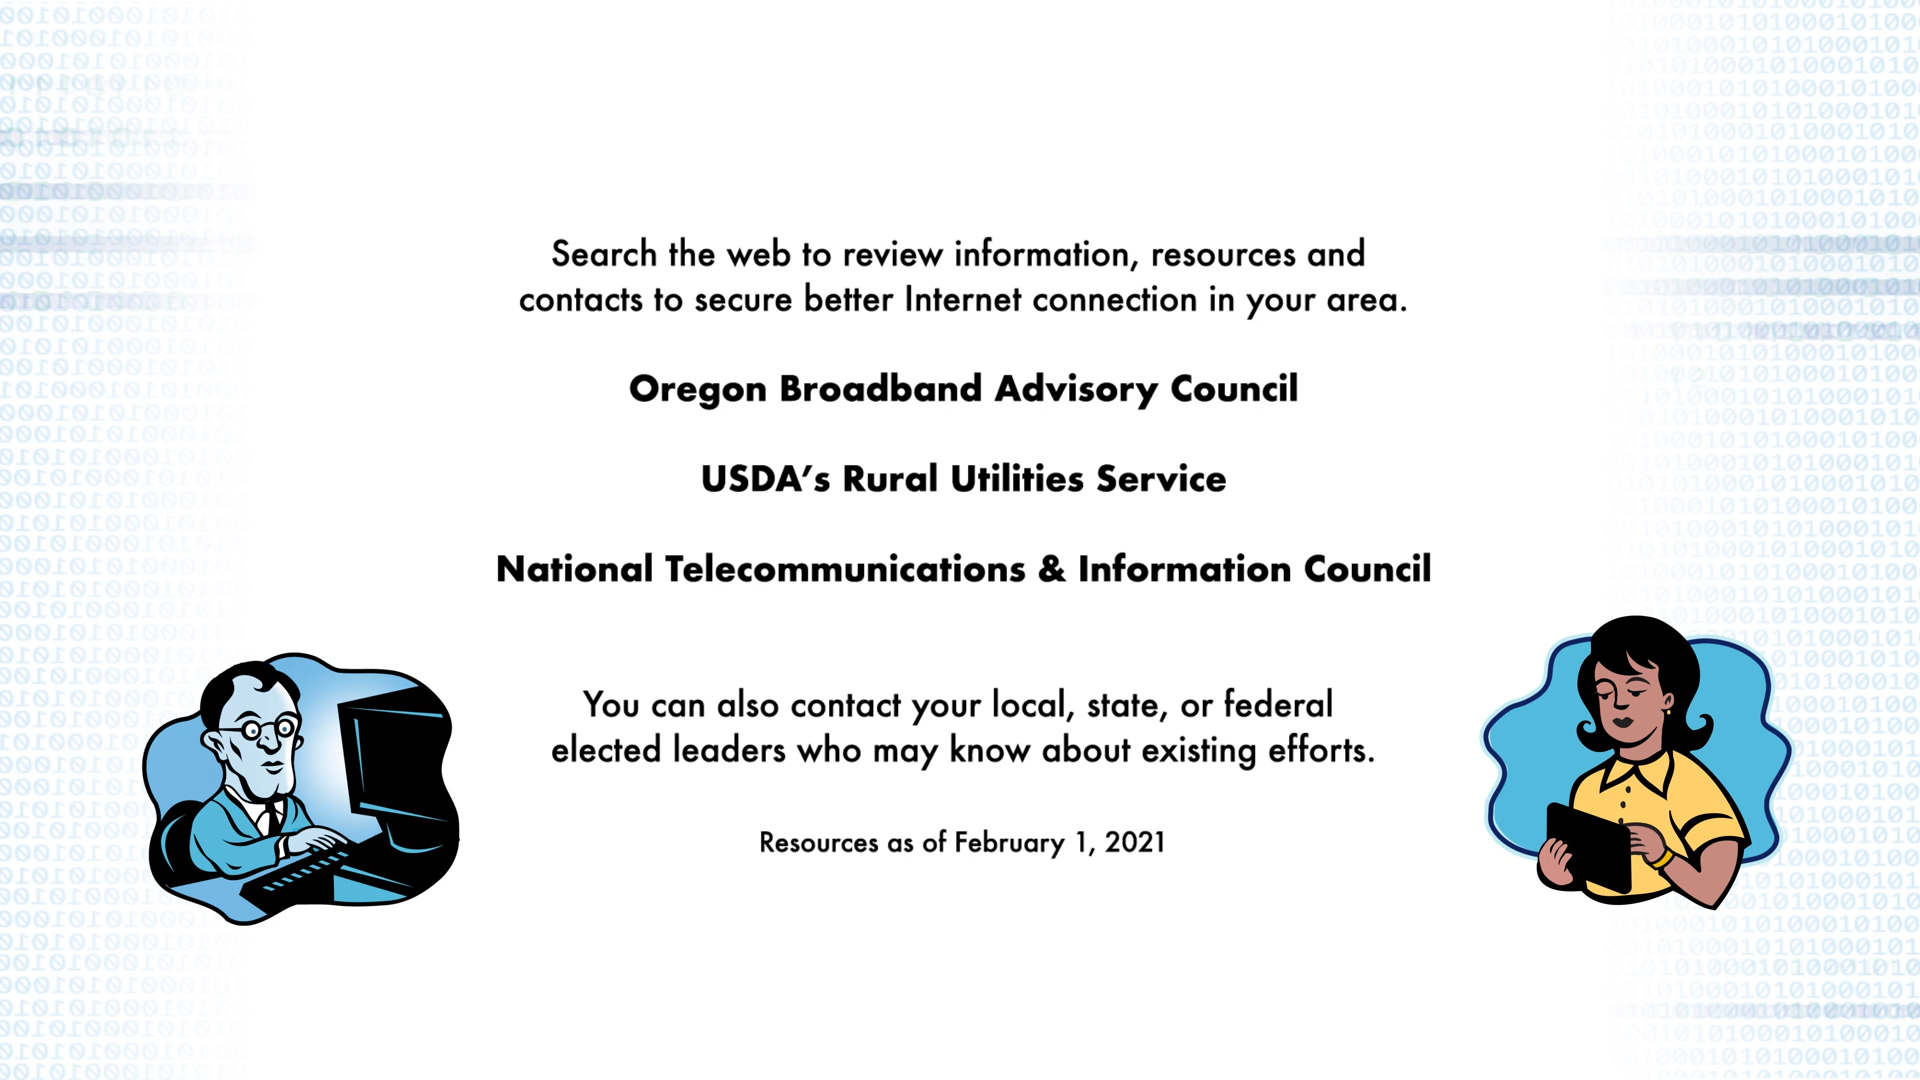 Search the web to review information, resources and
contacts to secure better Internet connection in your area.
Oregon Broadband Advisory Council
USDA’s Rural Utilities Service
National Telecommunications & Information Council
You can also contact your local, state, or federal
elected leaders who may know about existing efforts.
Resources as of February 1, 2021